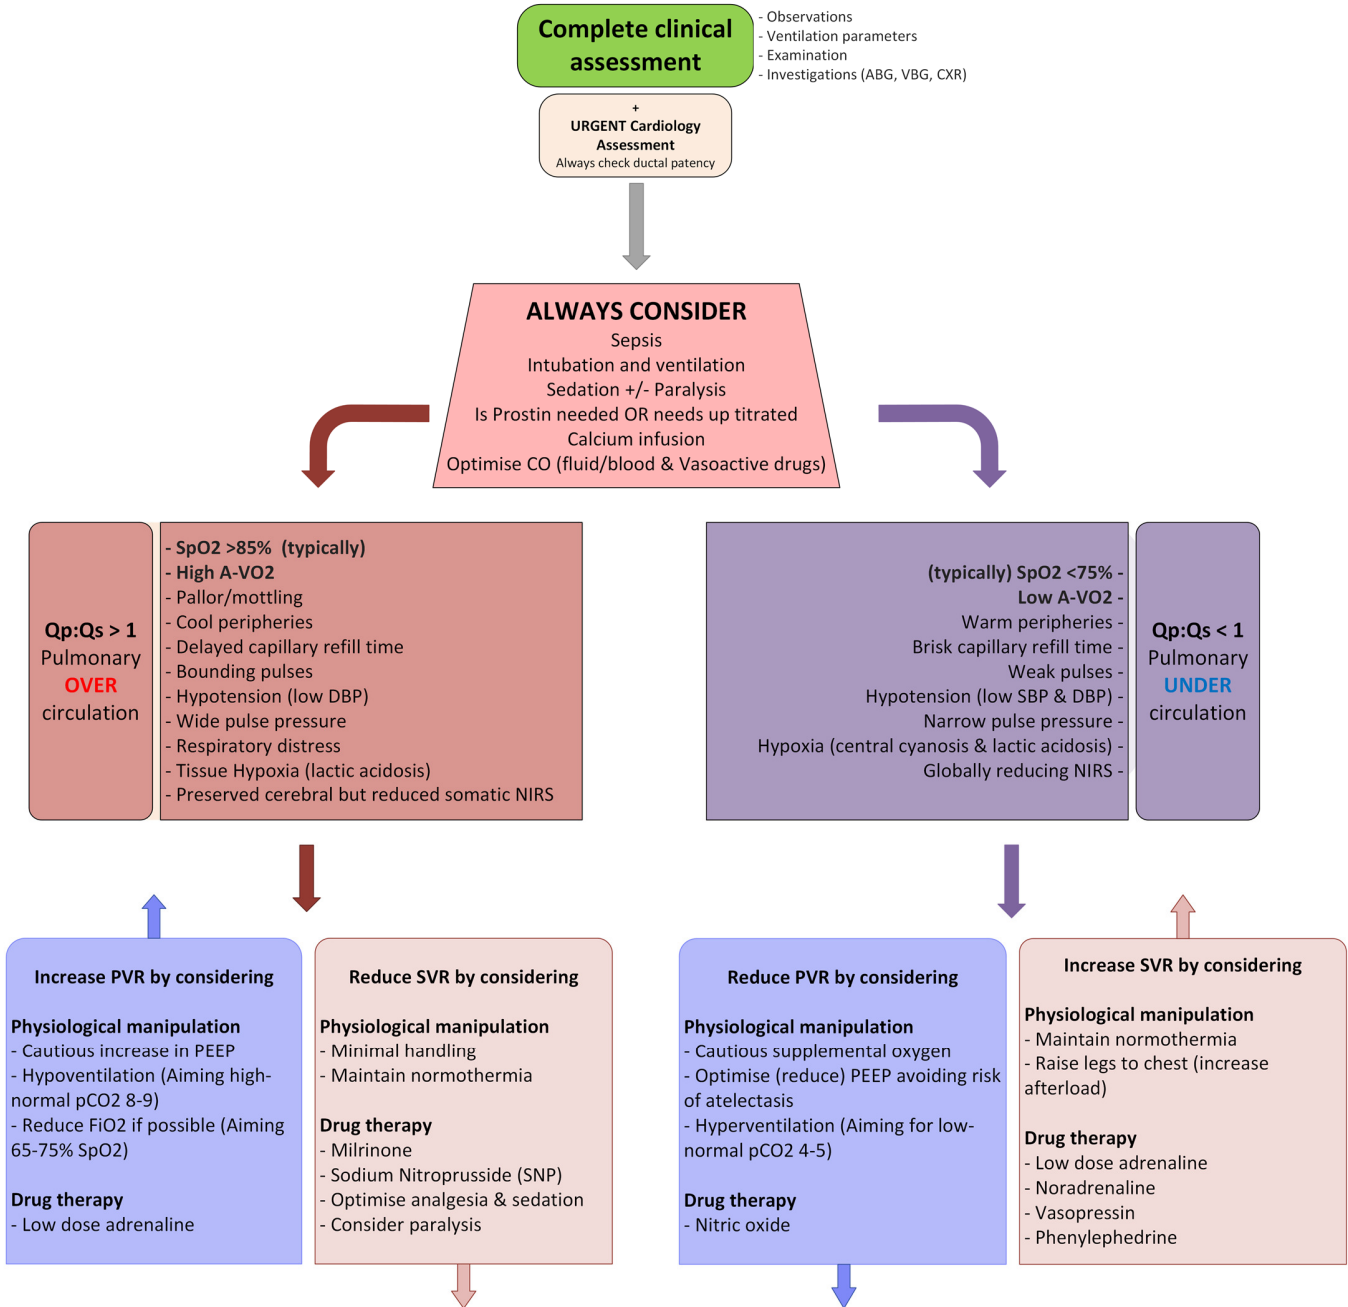 Complete clinical
assessment
- Observations
- Ventilation parameters
- Examination
- Investigations (ABG, VBG, CXR)
+
URGENT Cardiology
Assessment
Always check ductal patency
ALWAYS CONSIDER
Sepsis
Intubation and ventilation
Sedation +/- Paralysis
Is Prostin needed OR needs up titrated
Calcium infusion
Optimise CO (fluid/blood & Vasoactive drugs)
Qp:Qs > 1
Pulmonary
OVER
circulation
- SpO2 >85% (typically)
- High A-VO2
- Pallor/mottling
- Cool peripheries
- Delayed capillary refill time
- Bounding pulses
- Hypotension (low DBP)
- Wide pulse pressure
- Respiratory distress
- Tissue Hypoxia (lactic acidosis)
- Preserved cerebral but reduced somatic NIRS
(typically) SpO2 <75% -
Low A-VO2 -
Warm peripheries -
Brisk capillary refill time -
Weak pulses -
Hypotension (low SBP & DBP) -
Narrow pulse pressure -
Hypoxia (central cyanosis & lactic acidosis) -
Globally reducing NIRS -
Qp:Qs < 1
Pulmonary
UNDER
circulation
Increase PVR by considering
Physiological manipulation
- Cautious increase in PEEP
- Hypoventilation (Aiming high-
normal pCO2 8-9)
- Reduce FiO2 if possible (Aiming
65-75% SpO2)
Drug therapy
- Low dose adrenaline
Reduce SVR by considering
Physiological manipulation
- Minimal handling
- Maintain normothermia
Drug therapy
- Milrinone
- Sodium Nitroprusside (SNP)
- Optimise analgesia & sedation
- Consider paralysis
Reduce PVR by considering
Physiological manipulation
- Cautious supplemental oxygen
- Optimise (reduce) PEEP avoiding risk
of atelectasis
- Hyperventilation (Aiming for low-
normal pCO2 4-5)
Drug therapy
- Nitric oxide
Increase SVR by considering
Physiological manipulation
- Maintain normothermia
- Raise legs to chest (increase
afterload)
Drug therapy
- Low dose adrenaline
- Noradrenaline
- Vasopressin
- Phenylephedrine